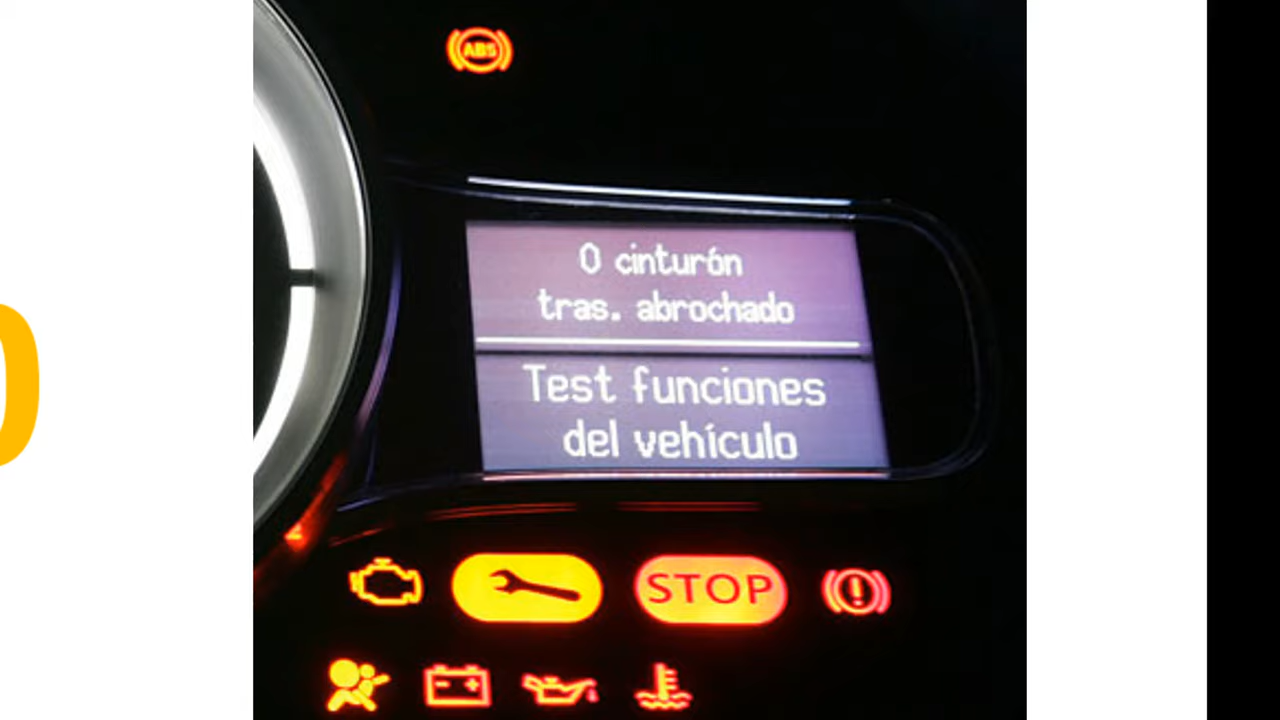 ABS
0 cinturón
tras. abrochado
Test funciones
del vehículo
STOP